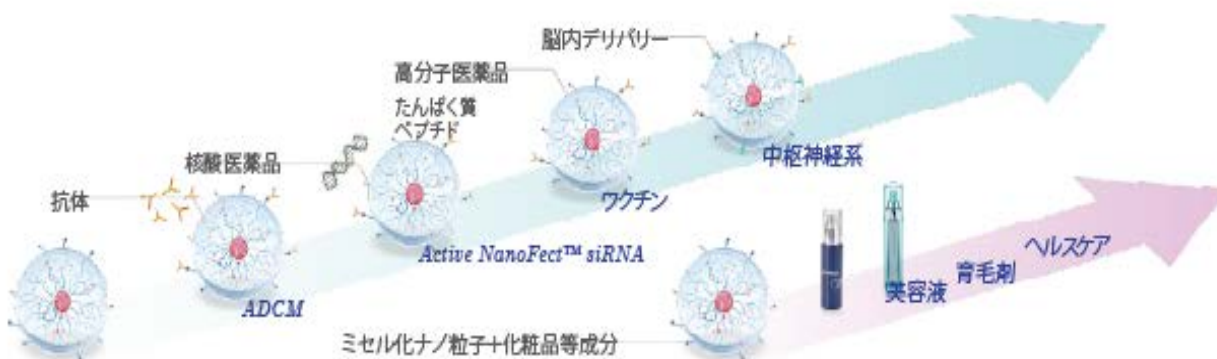 脳内デリバリー
高分子医薬品
たんぱく質
ペプチド
核酸医薬品
抗体
中枢神経系
ワクチン
Active NanoFect™ siRNA
ADCM
ヘルスケア
育毛剤
美容液
ミセル化ナノ粒子+化粧品等成分